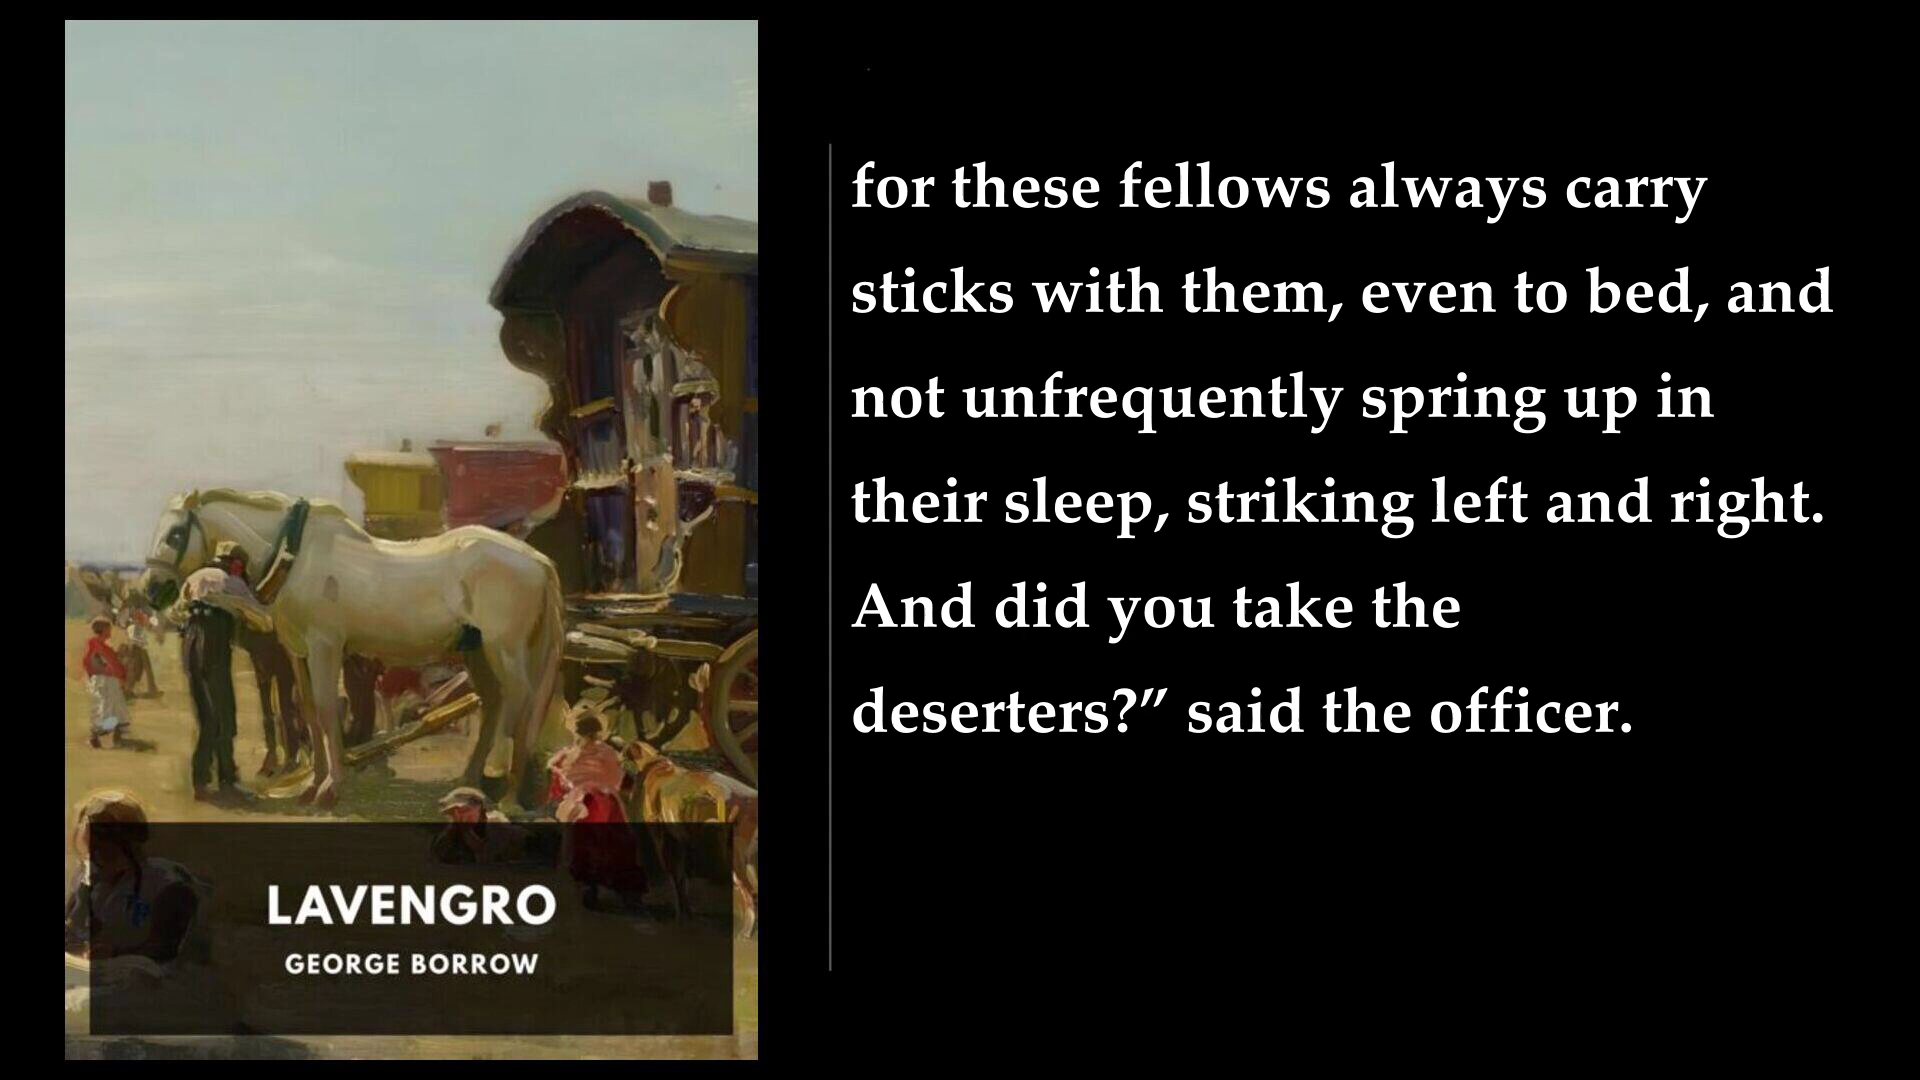 for these fellows always carry
sticks with them, even to bed, and
not unfrequently spring up in
their sleep, striking left and right.
And did you take the
deserters?” said the officer.
LAVENGRO
GEORGE BORROW